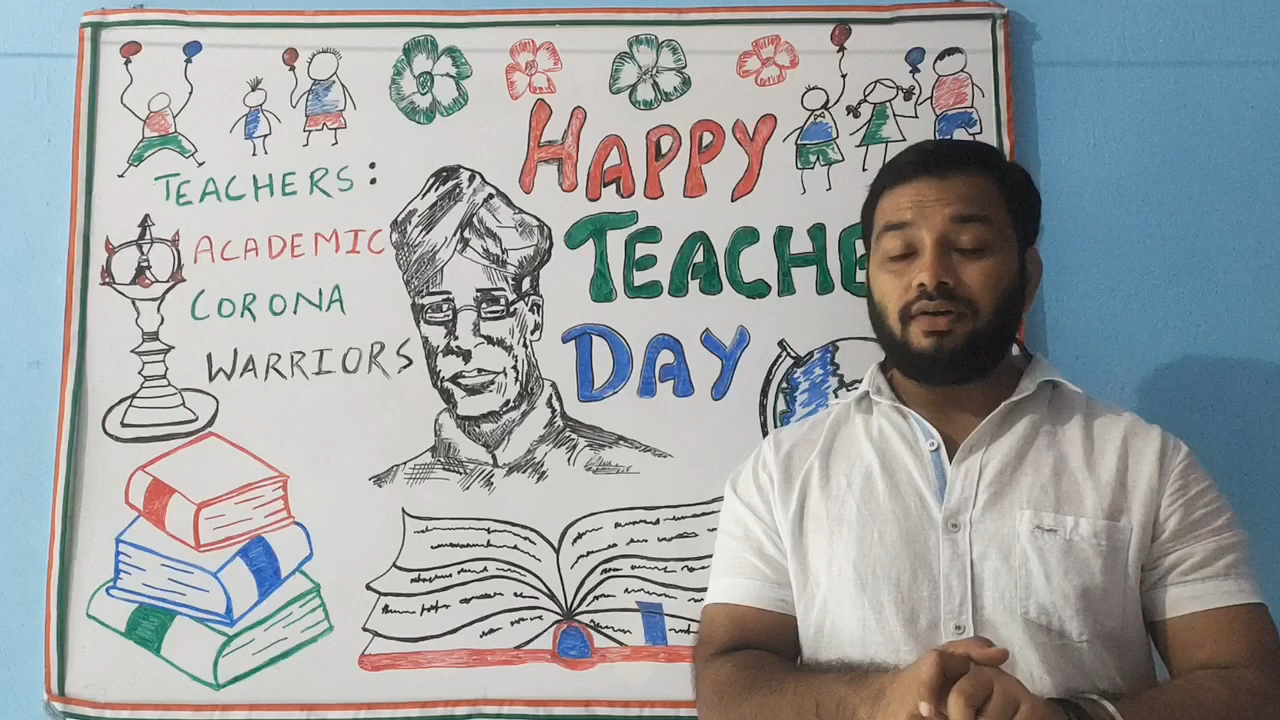 TEACHERS:
ACADEMIC
CORONA
WARRIORS
HAPPY
TEACHE
DAY